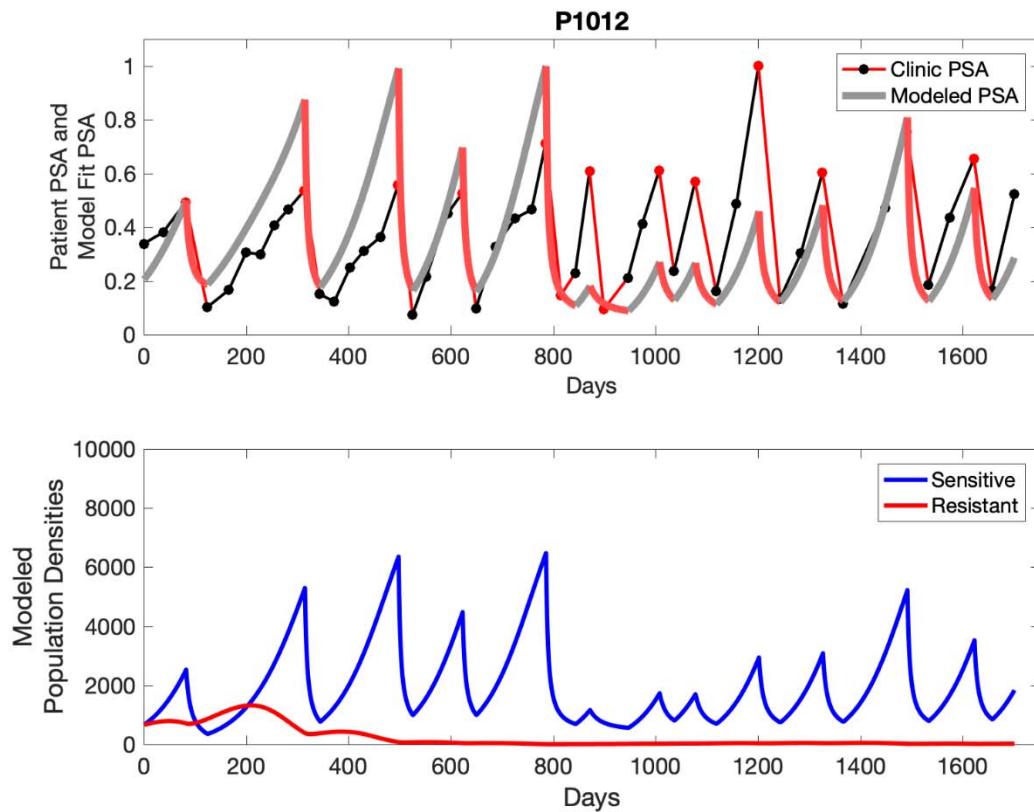 P1012
Patient PSA and
Model Fit PSA
1
0.8
0.6
0.4
0.2
0
Clinic PSA
Modeled PSA
0 200 400 600 800 1000 1200 1400 1600
Days
Modeled
Population Densities
10000
8000
6000
4000
2000
0
Sensitive
Resistant
0 200 400 600 800 1000 1200 1400 1600
Days